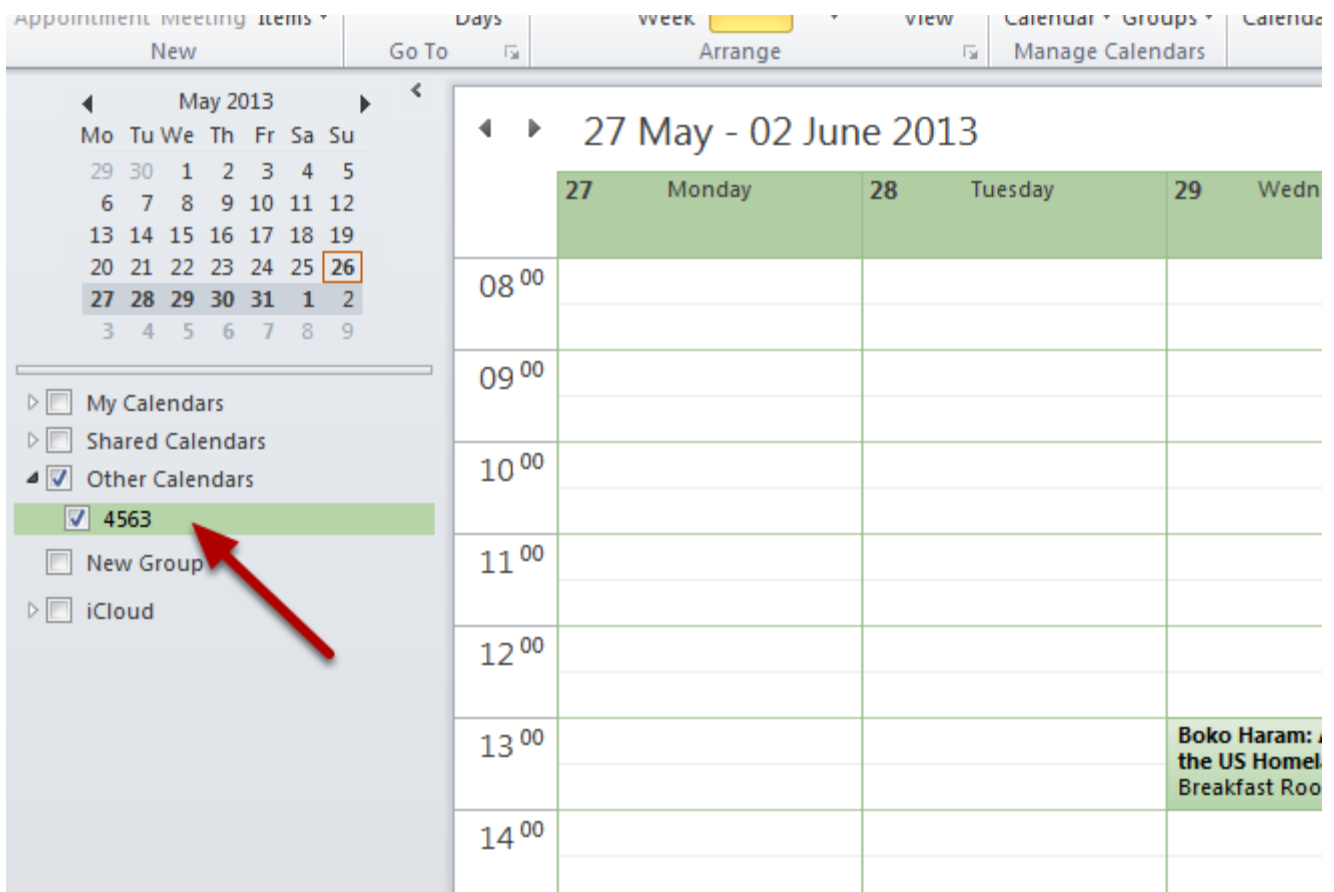 Appointment Meeting Items Days Week View Calendar Groups Calenda
New Go To Arrange Manage Calendars
May 2013
Mo Tu We Th Fr Sa Su
29 30 1 2 3 4 5
6 7 8 9 10 11 12
13 14 15 16 17 18 19
20 21 22 23 24 25 26
27 28 29 30 31 1 2
3 4 5 6 7 8 9
My Calendars
Shared Calendars
Other Calendars
4563
New Group
iCloud
27 May - 02 June 2013
27 Monday 28 Tuesday 29 Wedn
08 00
09 00
10 00
11 00
12 00
13 00
Boko Haram:
the US Homel
Breakfast Roo
14 00